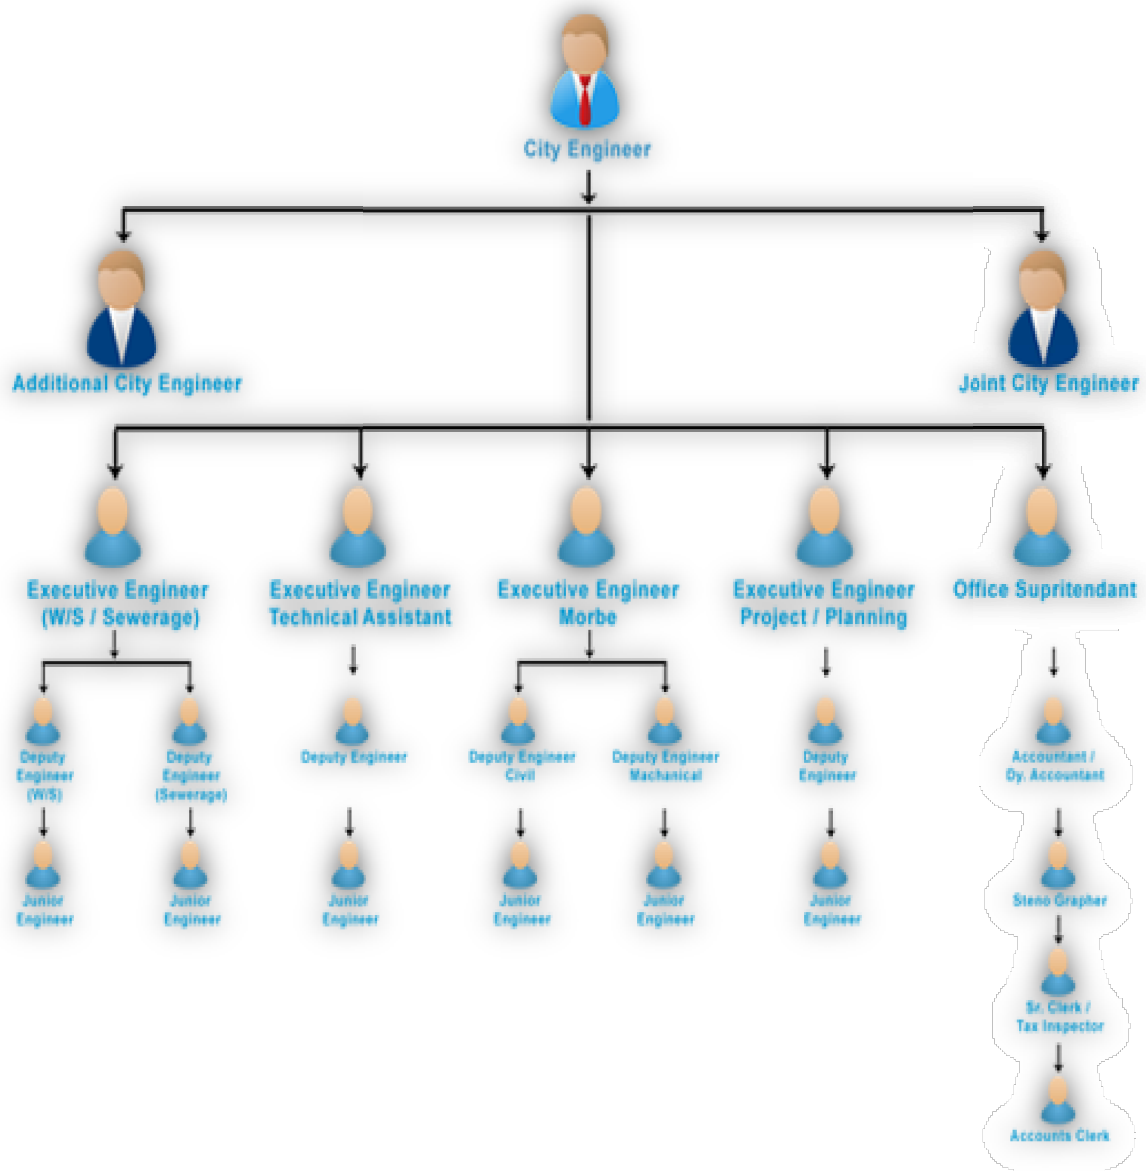 City Engineer
Additional City Engineer
Joint City Engineer
Executive Engineer
(W/S / Sewerage)
Executive Engineer
Technical Assistant
Executive Engineer
Morbe
Executive Engineer
Project / Planning
Office Supritendant
Deputy
Engineer
(W/S)
Deputy
Engineer
(Sewerage)
Deputy Engineer
Deputy Engineer
Civil
Deputy Engineer
Machanical
Deputy
Engineer
Accountant /
Dy. Accountant
Junior
Engineer
Junior
Engineer
Junior
Engineer
Junior
Engineer
Junior
Engineer
Junior
Engineer
Steno Grapher
Sr. Clerk /
Tax Inspector
Accounts Clerk